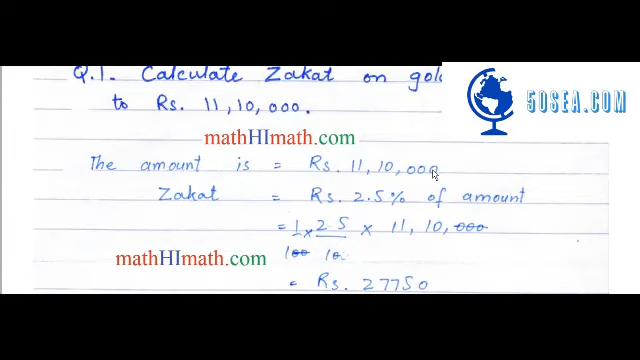 Q.1. Calculate Zakat on gold
to Rs. 11,10,000.
50SEA.COM
mathHImath.com
The amount is = Rs. 11,10,000
Zakat = Rs. 2.5% of amount
= 1/100 × 25/10 × 11,10,000
mathHImath.com
= Rs. 27750